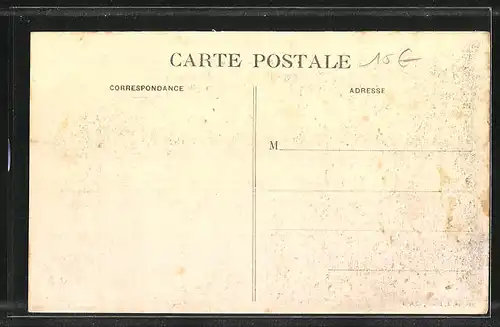 CARTE POSTALE 15€
CORRESPONDANCE
ADRESSE
M